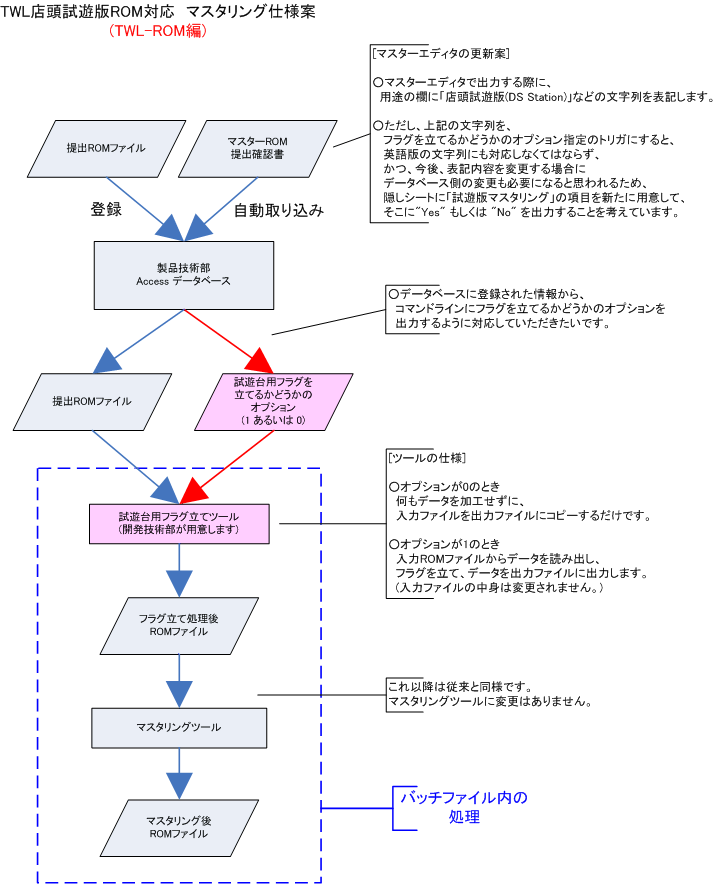 TWL店頭試遊版ROM対応 マスタリング仕様案
(TWL-ROM編)
[マスターエディタの更新案]
○マスターエディタで出力する際に、
用途の欄に「店頭試遊版(DS Station)」などの文字列を表記します。
○ただし、上記の文字列を、
フラグを立てるかどうかのオプション指定のトリガにすると、
英語版の文字列にも対応しなくてはならず、
かつ、今後、表記内容を変更する場合に
データベース側の変更も必要になると思われるため、
隠しシートに「試遊版マスタリング」の項目を新たに用意して、
そこに"Yes" もしくは "No" を出力することを考えています。
提出ROMファイル
マスターROM
提出確認書
登録
自動取り込み
製品技術部
Access データベース
○データベースに登録された情報から、
コマンドラインにフラグを立てるかどうかのオプションを
出力するように対応していただきたいです。
提出ROMファイル
試遊台用フラグを
立てるかどうかの
オプション
(1 あるいは 0)
[ツールの仕様]
○オプションが0のとき
何もデータを加工せずに、
入力ファイルを出力ファイルにコピーするだけです。
○オプションが1のとき
入力ROMファイルからデータを読み出し、
フラグを立て、データを出力ファイルに出力します。
(入力ファイルの中身は変更されません。)
試遊台用フラグ立てツール
(開発技術部が用意します)
フラグ立て処理後
ROMファイル
これ以降は従来と同様です。
マスタリングツールに変更はありません。
マスタリングツール
バッチファイル内の
処理
マスタリング後
ROMファイル